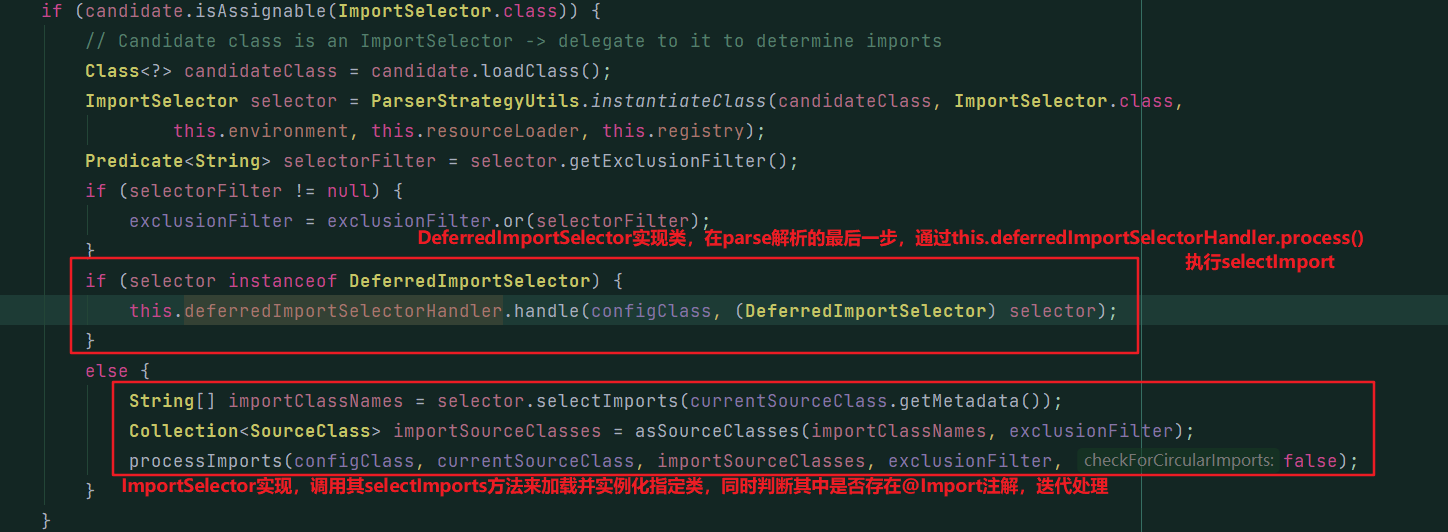 if (candidate.isAssignable(ImportSelector.class)) {
// Candidate class is an ImportSelector -> delegate to it to determine imports
Class<?> candidateClass = candidate.loadClass();
ImportSelector selector = ParserStrategyUtils.instantiateClass(candidateClass, ImportSelector.class,
this.environment, this.resourceLoader, this.registry);
Predicate<String> selectorFilter = selector.getExclusionFilter();
if (selectorFilter != null) {
exclusionFilter = exclusionFilter.or(selectorFilter);
}
DeferredImportSelector实现类，在parse解析的最后一步，通过this.deferredImportSelectorHandler.process()
执行selectImport
if (selector instanceof DeferredImportSelector) {
this.deferredImportSelectorHandler.handle(configClass, (DeferredImportSelector) selector);
}
else {
String[] importClassNames = selector.selectImports(currentSourceClass.getMetadata());
Collection<SourceClass> importSourceClasses = asSourceClasses(importClassNames, exclusionFilter);
processImports(configClass, currentSourceClass, importSourceClasses, exclusionFilter, checkForCircularImports: false);
ImportSelector实现，调用其selectImports方法来加载并实例化指定类，同时判断其中是否存在@Import注解，迭代处理
}
}